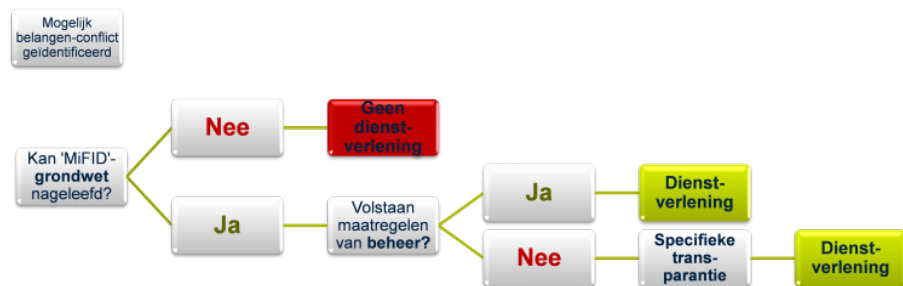 Mogelijk
belangen-conflict
geïdentificeerd
Kan 'MiFID'-
grondwet
nageleefd?
Nee
Geen
dienst-
verlening
Ja
Volstaan
maatregelen
van beheer?
Ja
Dienst-
verlening
Nee
Specifieke
trans-
parantie
Dienst-
verlening